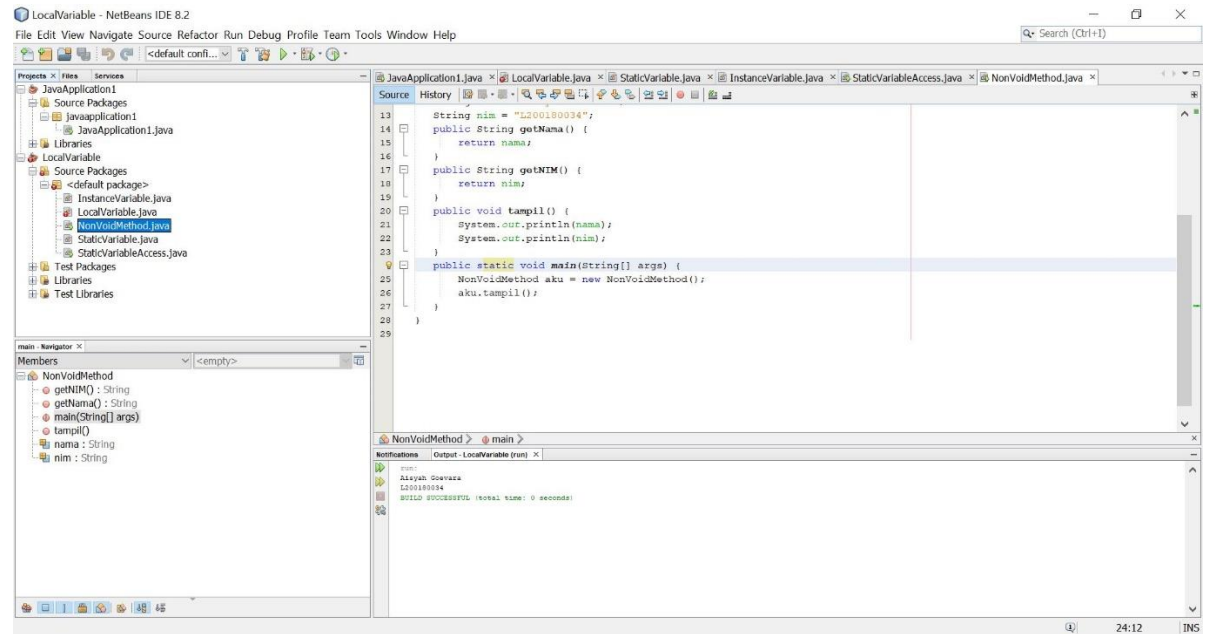 LocalVariable - NetBeans IDE 8.2
File Edit View Navigate Source Refactor Run Debug Profile Team Tools Window Help
Search (Ctrl+I)
<default confi...
Projects Files Services
JavaApplication1
Source Packages
javaapplication1
JavaApplication1.java
Libraries
LocalVariable
Source Packages
<default package>
InstanceVariable.java
LocalVariable.java
NonVoidMethod.java
StaticVariable.java
StaticVariableAccess.java
Test Packages
Libraries
Test Libraries
main - Navigator
Members <empty>
NonVoidMethod
getNIM() : String
getNama() : String
main(String[] args)
tampil()
nama : String
nim : String
JavaApplication1.java LocalVariable.java StaticVariable.java InstanceVariable.java StaticVariableAccess.java NonVoidMethod.java
Source History
13 String nim = "L200180034";
14 public String getNama() {
15 return nama;
16 }
17 public String getNIM() {
18 return nim;
19 }
20 public void tampil() {
21 System.out.println(nama);
22 System.out.println(nim);
23 }
public static void main(String[] args) {
25 NonVoidMethod aku = new NonVoidMethod();
26 aku.tampil();
27 }
28 }
29
NonVoidMethod main
Notifications Output - LocalVariable (run)
run:
Aisyah Goevara
L200180034
BUILD SUCCESSFUL (total time: 0 seconds)
24:12 INS